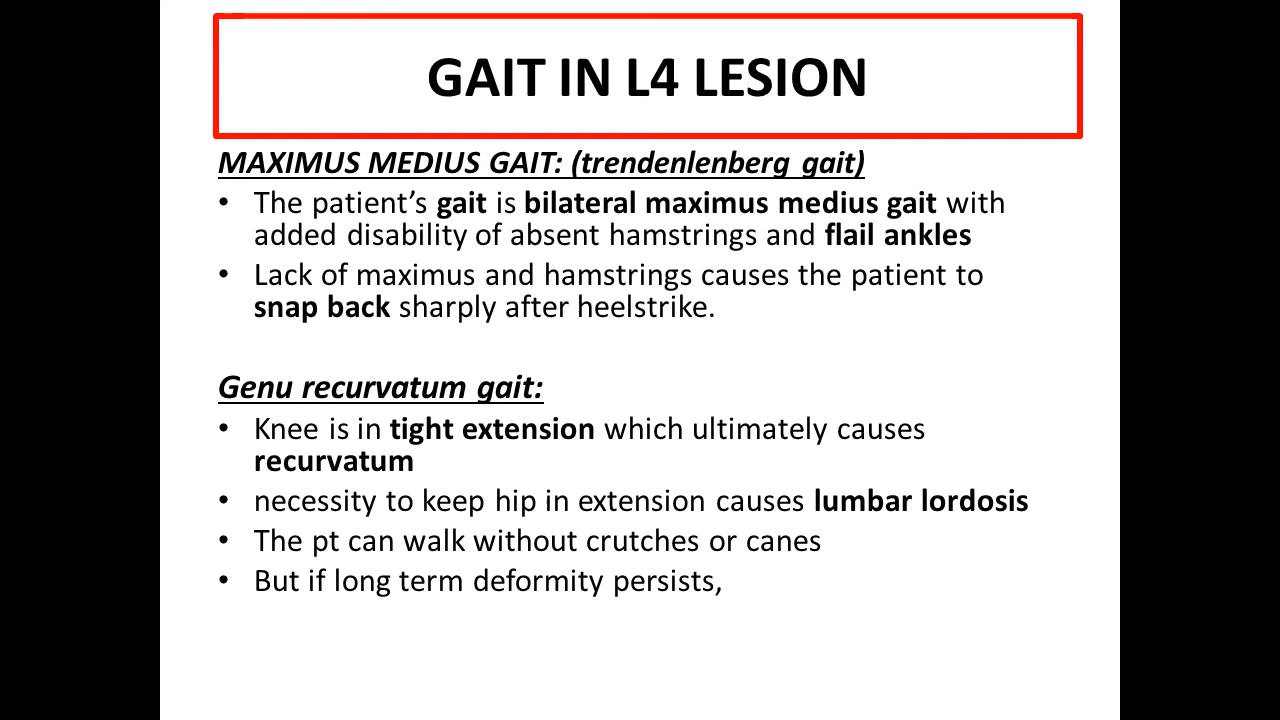 GAIT IN L4 LESION
MAXIMUS MEDIUS GAIT: (trendenlenberg gait)
• The patient’s gait is bilateral maximus medius gait with
added disability of absent hamstrings and flail ankles
• Lack of maximus and hamstrings causes the patient to
snap back sharply after heelstrike.
Genu recurvatum gait:
• Knee is in tight extension which ultimately causes
recurvatum
• necessity to keep hip in extension causes lumbar lordosis
• The pt can walk without crutches or canes
• But if long term deformity persists,